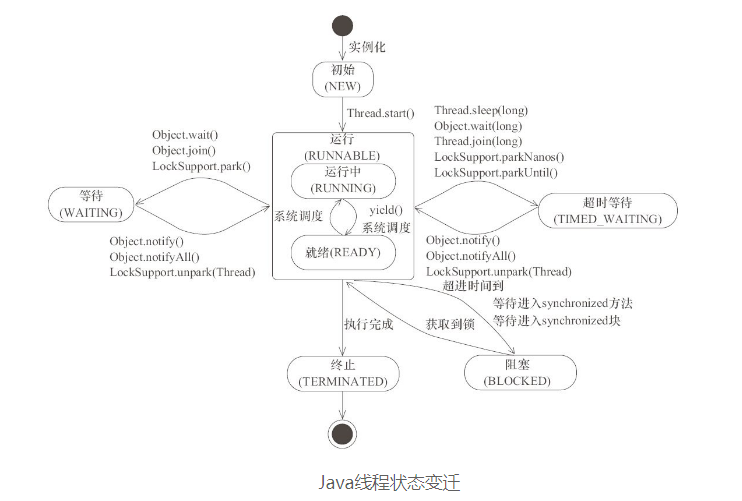 实例化
初始
(NEW)
Thread.start()
Object.wait()
Object.join()
LockSupport.park()
Thread.sleep(long)
Object.wait(long)
Thread.join(long)
LockSupport.parkNanos()
LockSupport.parkUntil()
运行
(RUNNABLE)
运行中
(RUNNING)
系统调度
yield()
系统调度
就绪(READY)
等待
(WAITING)
超时等待
(TIMED_WAITING)
Object.notify()
Object.notifyAll()
LockSupport.unpark(Thread)
Object.notify()
Object.notifyAll()
LockSupport.unpark(Thread)
超进时间到
等待进入synchronized方法
等待进入synchronized块
执行完成
获取到锁
终止
(TERMINATED)
阻塞
(BLOCKED)
Java线程状态变迁